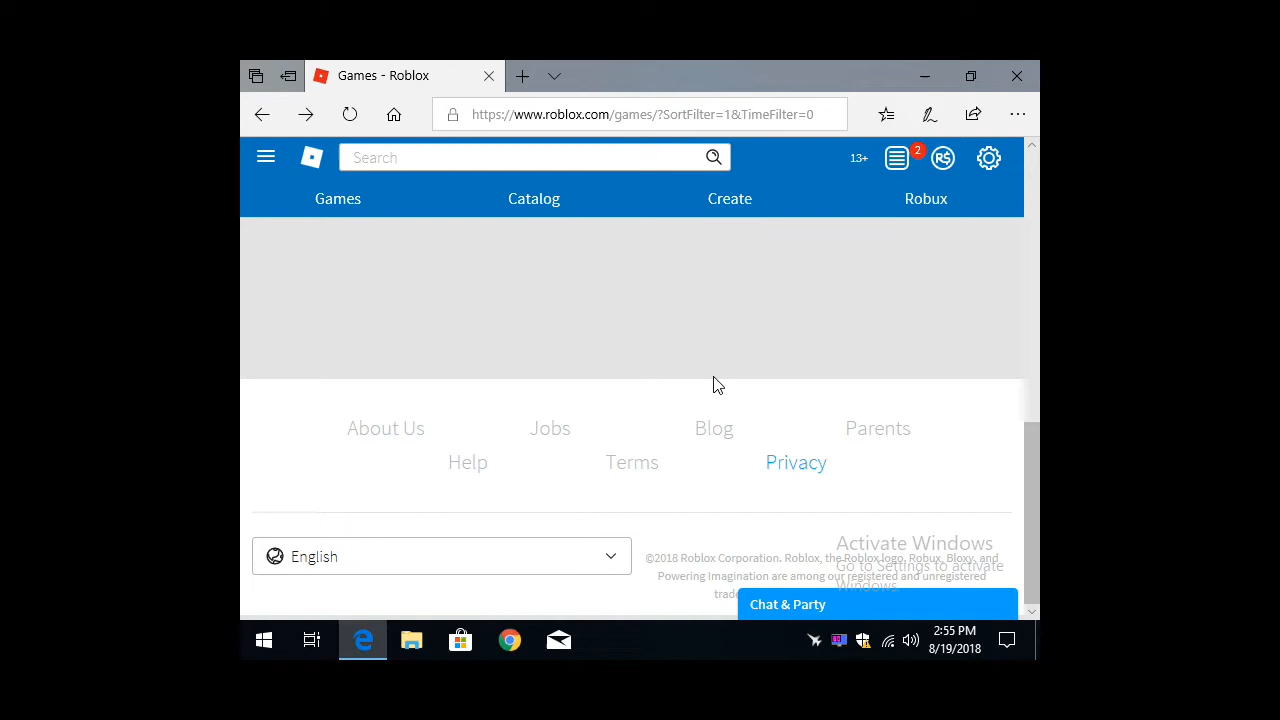 Games - Roblox
https://www.roblox.com/games/?SortFilter=1&TimeFilter=0
Search
13+
2
R$
Games Catalog Create Robux
About Us Jobs Blog Parents
Help Terms Privacy
English
©2018 Roblox Corporation. Roblox, the Roblox logo, Robux, Bloxy, and
Powering Imagination are among our registered and unregistered
trade
Activate Windows
Go to Settings to activate
Windows.
Chat & Party
2:55 PM
8/19/2018